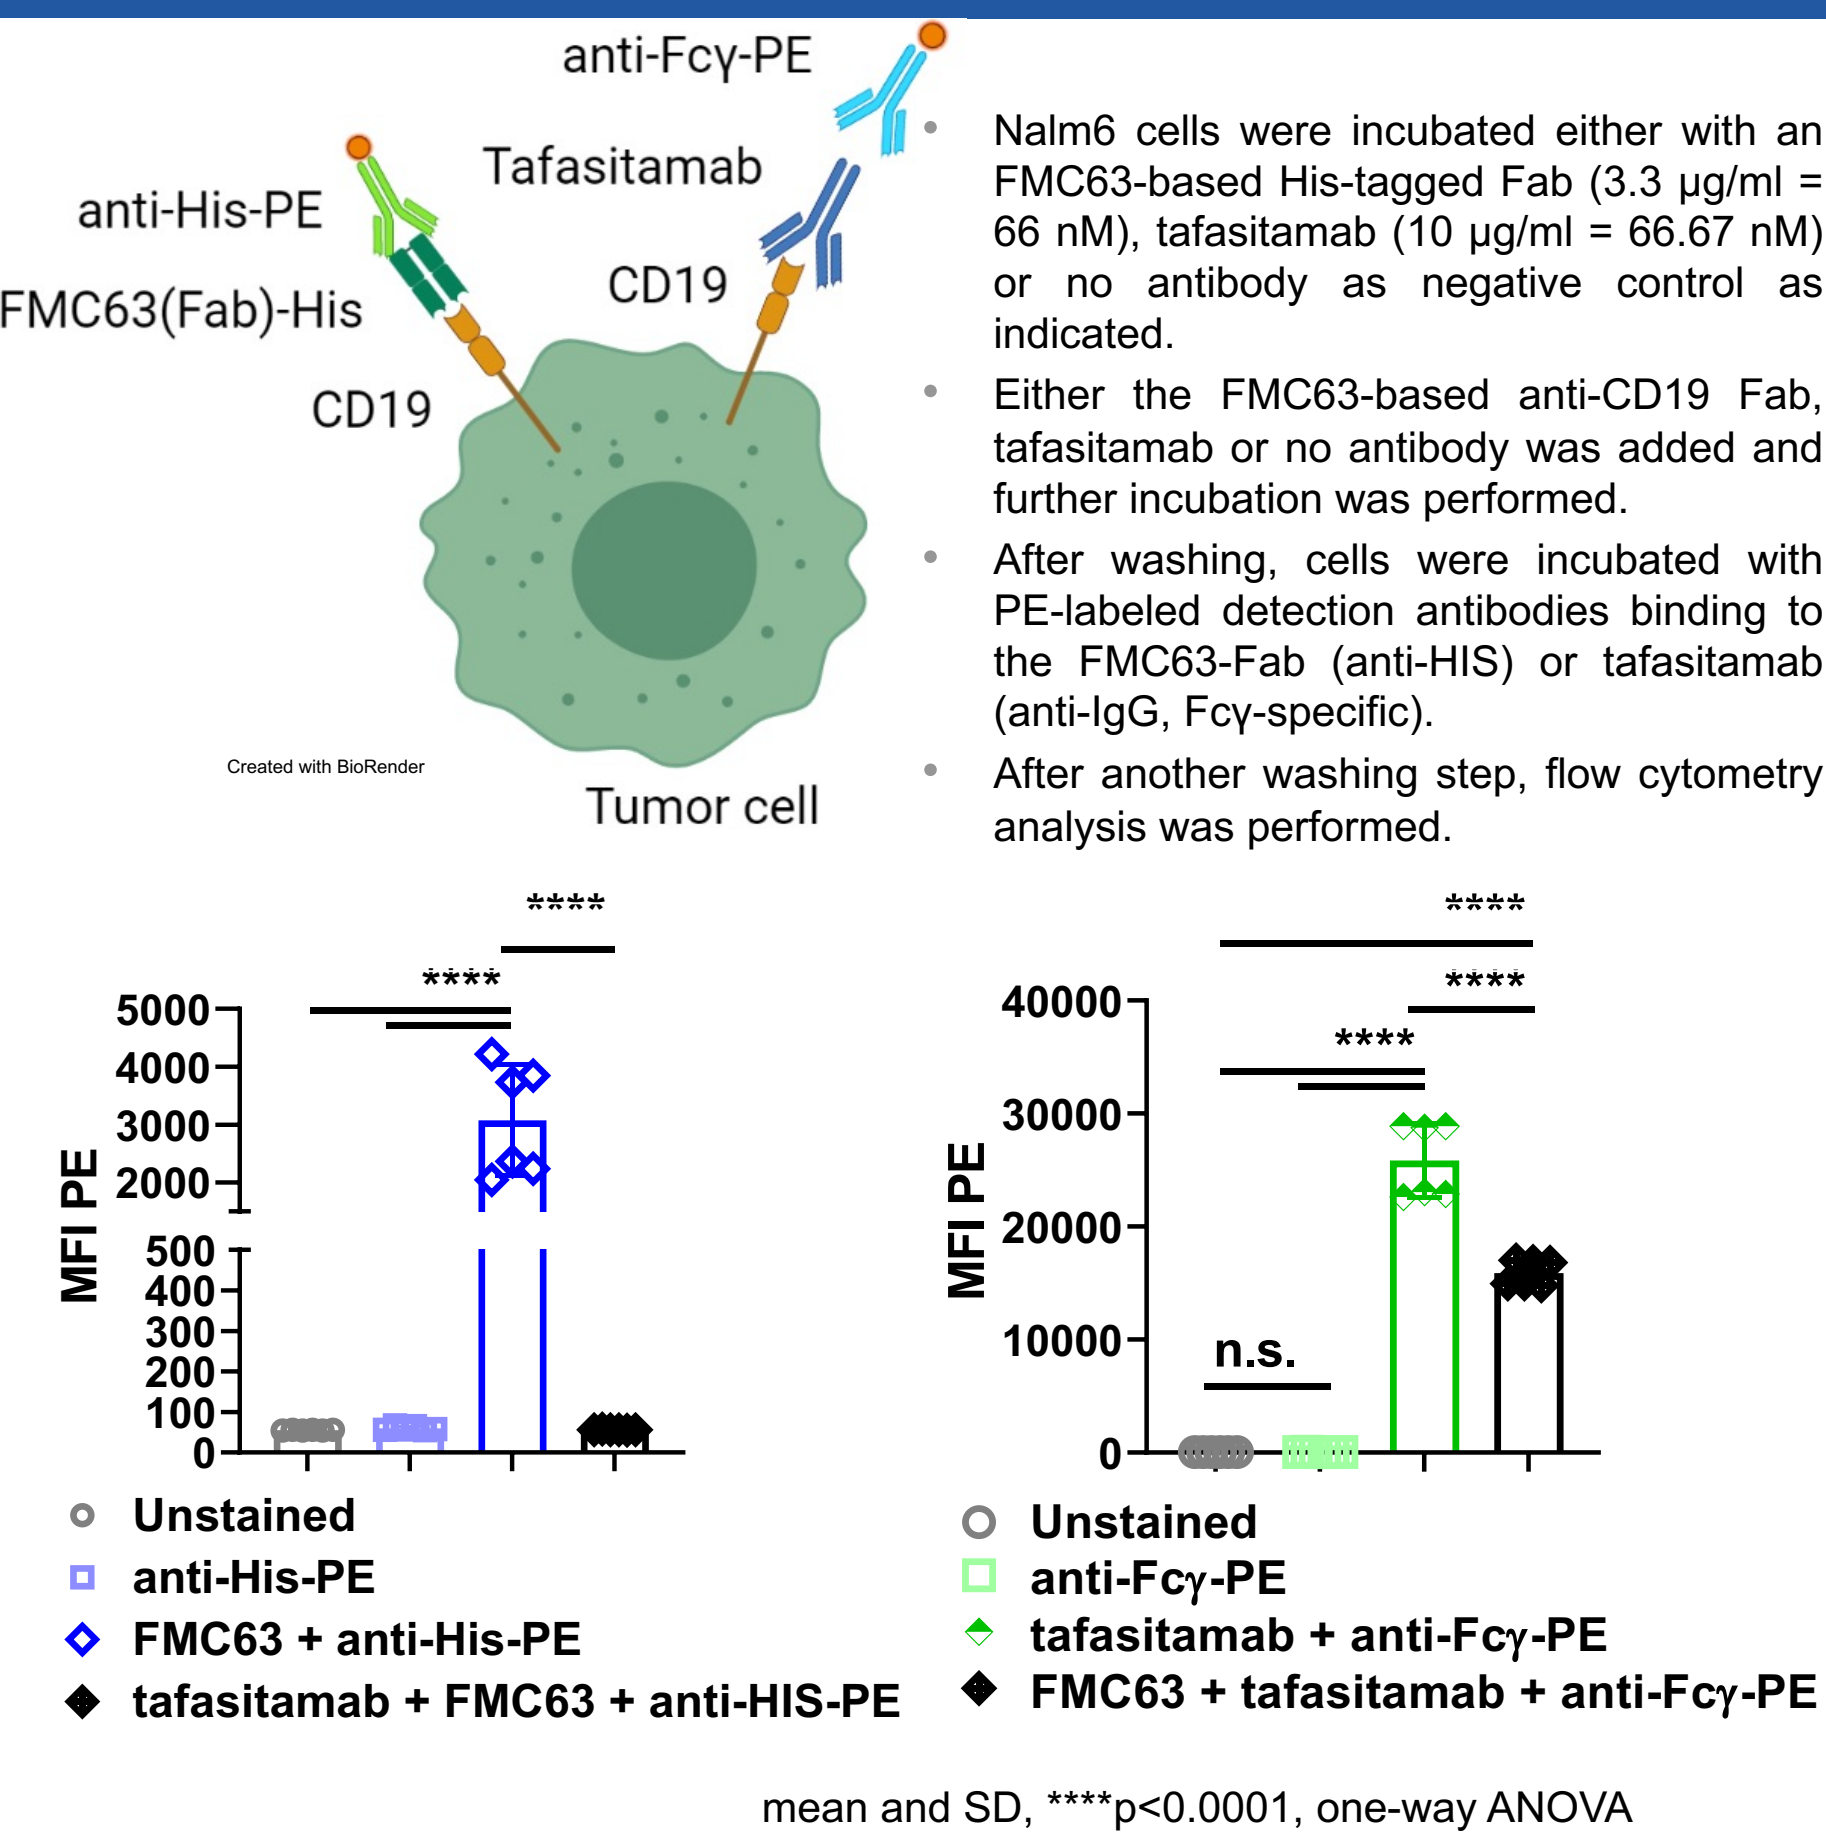 anti-Fcγ-PE
Tafasitamab
anti-His-PE
CD19
FMC63(Fab)-His
CD19
Created with BioRender
Tumor cell
• Nalm6 cells were incubated either with an
FMC63-based His-tagged Fab (3.3 µg/ml =
66 nM), tafasitamab (10 µg/ml = 66.67 nM)
or no antibody as negative control as
indicated.
• Either the FMC63-based anti-CD19 Fab,
tafasitamab or no antibody was added and
further incubation was performed.
• After washing, cells were incubated with
PE-labeled detection antibodies binding to
the FMC63-Fab (anti-HIS) or tafasitamab
(anti-IgG, Fcγ-specific).
• After another washing step, flow cytometry
analysis was performed.
****
****
5000
4000
3000
2000
500
400
300
200
100
0
MFI PE
Unstained
anti-His-PE
FMC63 + anti-His-PE
tafasitamab + FMC63 + anti-HIS-PE
****
****
****
40000
30000
20000
10000
0
MFI PE
n.s.
Unstained
anti-Fcγ-PE
tafasitamab + anti-Fcγ-PE
FMC63 + tafasitamab + anti-Fcγ-PE
mean and SD, ****p<0.0001, one-way ANOVA